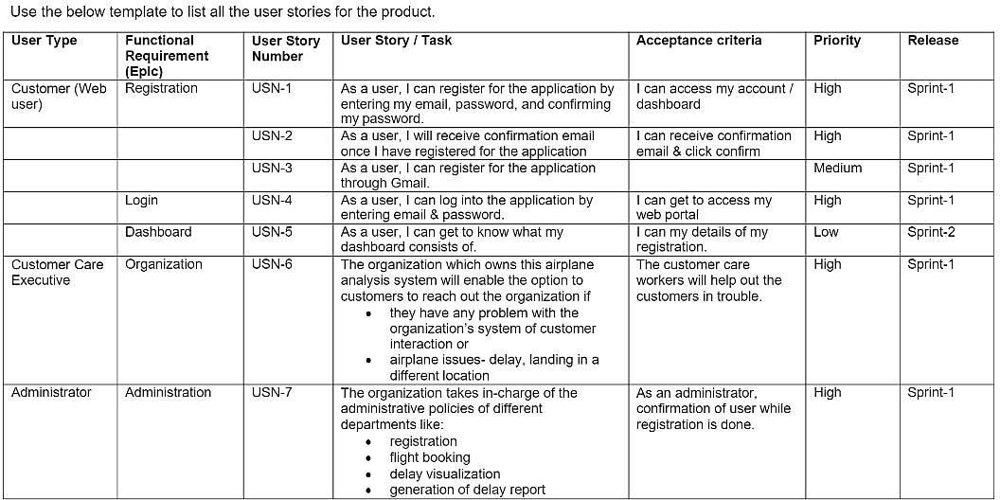 Use the below template to list all the user stories for the product.
User Type | Functional Requirement (Epic) | User Story Number | User Story / Task | Acceptance criteria | Priority | Release
Customer (Web user) | Registration | USN-1 | As a user, I can register for the application by entering my email, password, and confirming my password. | I can access my account / dashboard | High | Sprint-1
USN-2 | As a user, I will receive confirmation email once I have registered for the application | I can receive confirmation email & click confirm | High | Sprint-1
USN-3 | As a user, I can register for the application through Gmail. | Medium | Sprint-1
Login | USN-4 | As a user, I can log into the application by entering email & password. | I can get to access my web portal | High | Sprint-1
Dashboard | USN-5 | As a user, I can get to know what my dashboard consists of. | I can my details of my registration. | Low | Sprint-2
Customer Care Executive | Organization | USN-6 | The organization which owns this airplane analysis system will enable the option to customers to reach out the organization if
• they have any problem with the organization's system of customer interaction or
• airplane issues- delay, landing in a different location | The customer care workers will help out the customers in trouble. | High | Sprint-1
Administrator | Administration | USN-7 | The organization takes in-charge of the administrative policies of different departments like:
• registration
• flight booking
• delay visualization
• generation of delay report | As an administrator, confirmation of user while registration is done. | High | Sprint-1